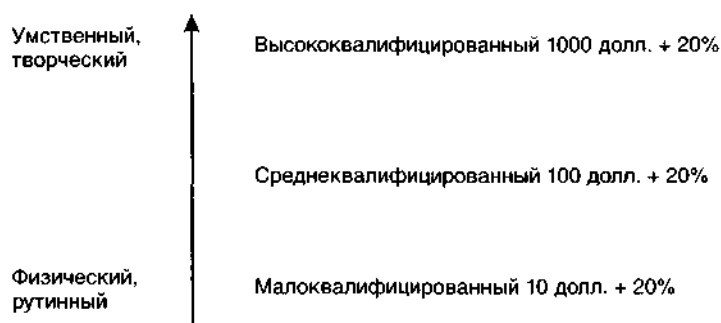 Умственный,
творческий
Высококвалифицированный 1000 долл. + 20%
Среднеквалифицированный 100 долл. + 20%
Физический,
рутинный
Малоквалифицированный 10 долл. + 20%